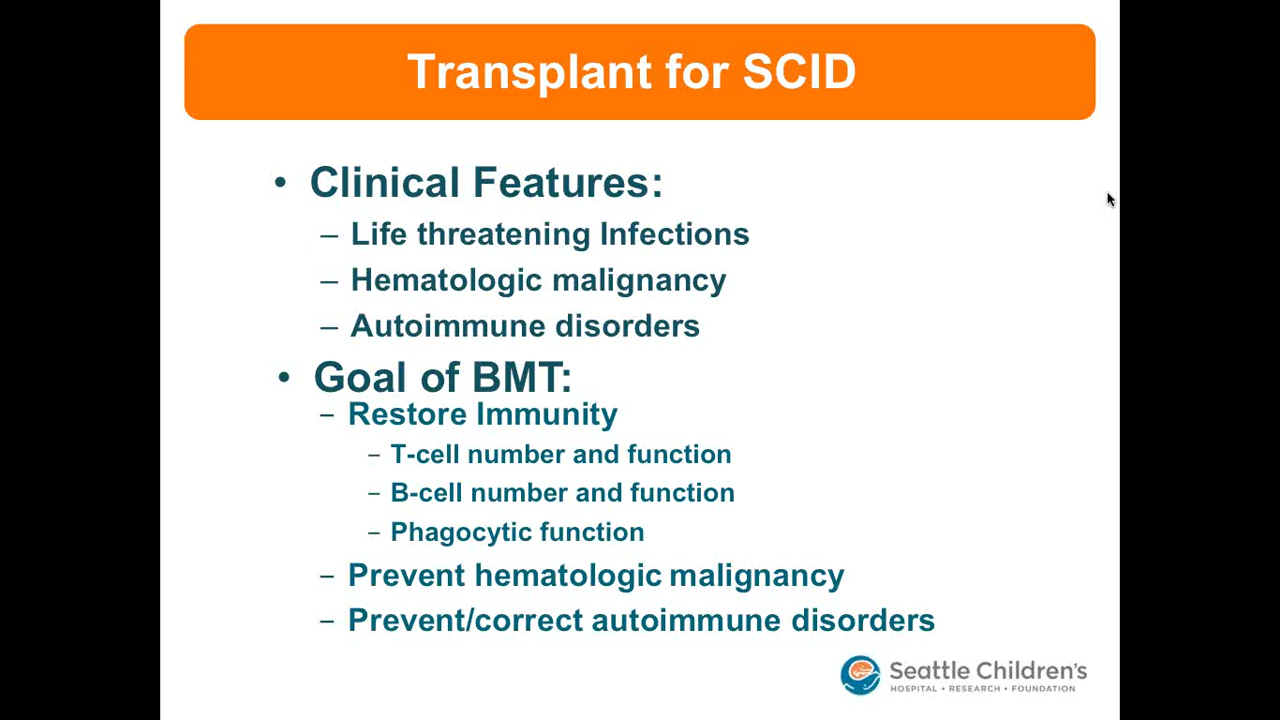 Transplant for SCID
• Clinical Features:
– Life threatening Infections
– Hematologic malignancy
– Autoimmune disorders
• Goal of BMT:
– Restore Immunity
– T-cell number and function
– B-cell number and function
– Phagocytic function
– Prevent hematologic malignancy
– Prevent/correct autoimmune disorders
Seattle Children's
HOSPITAL • RESEARCH • FOUNDATION